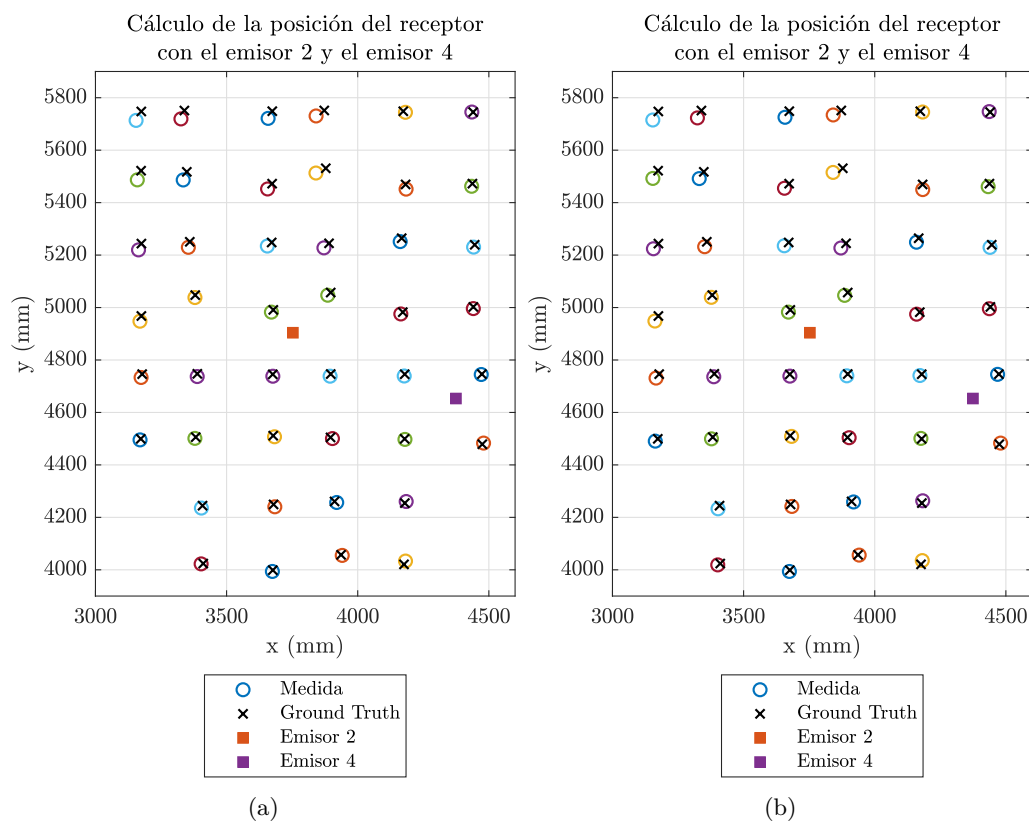 Cálculo de la posición del receptor
con el emisor 2 y el emisor 4
5800
5600
5400
5200
5000
4800
4600
4400
4200
4000
y (mm)
3000
3500
4000
4500
x (mm)
Medida
Ground Truth
Emisor 2
Emisor 4
(a)
Cálculo de la posición del receptor
con el emisor 2 y el emisor 4
5800
5600
5400
5200
5000
4800
4600
4400
4200
4000
y (mm)
3000
3500
4000
4500
x (mm)
Medida
Ground Truth
Emisor 2
Emisor 4
(b)